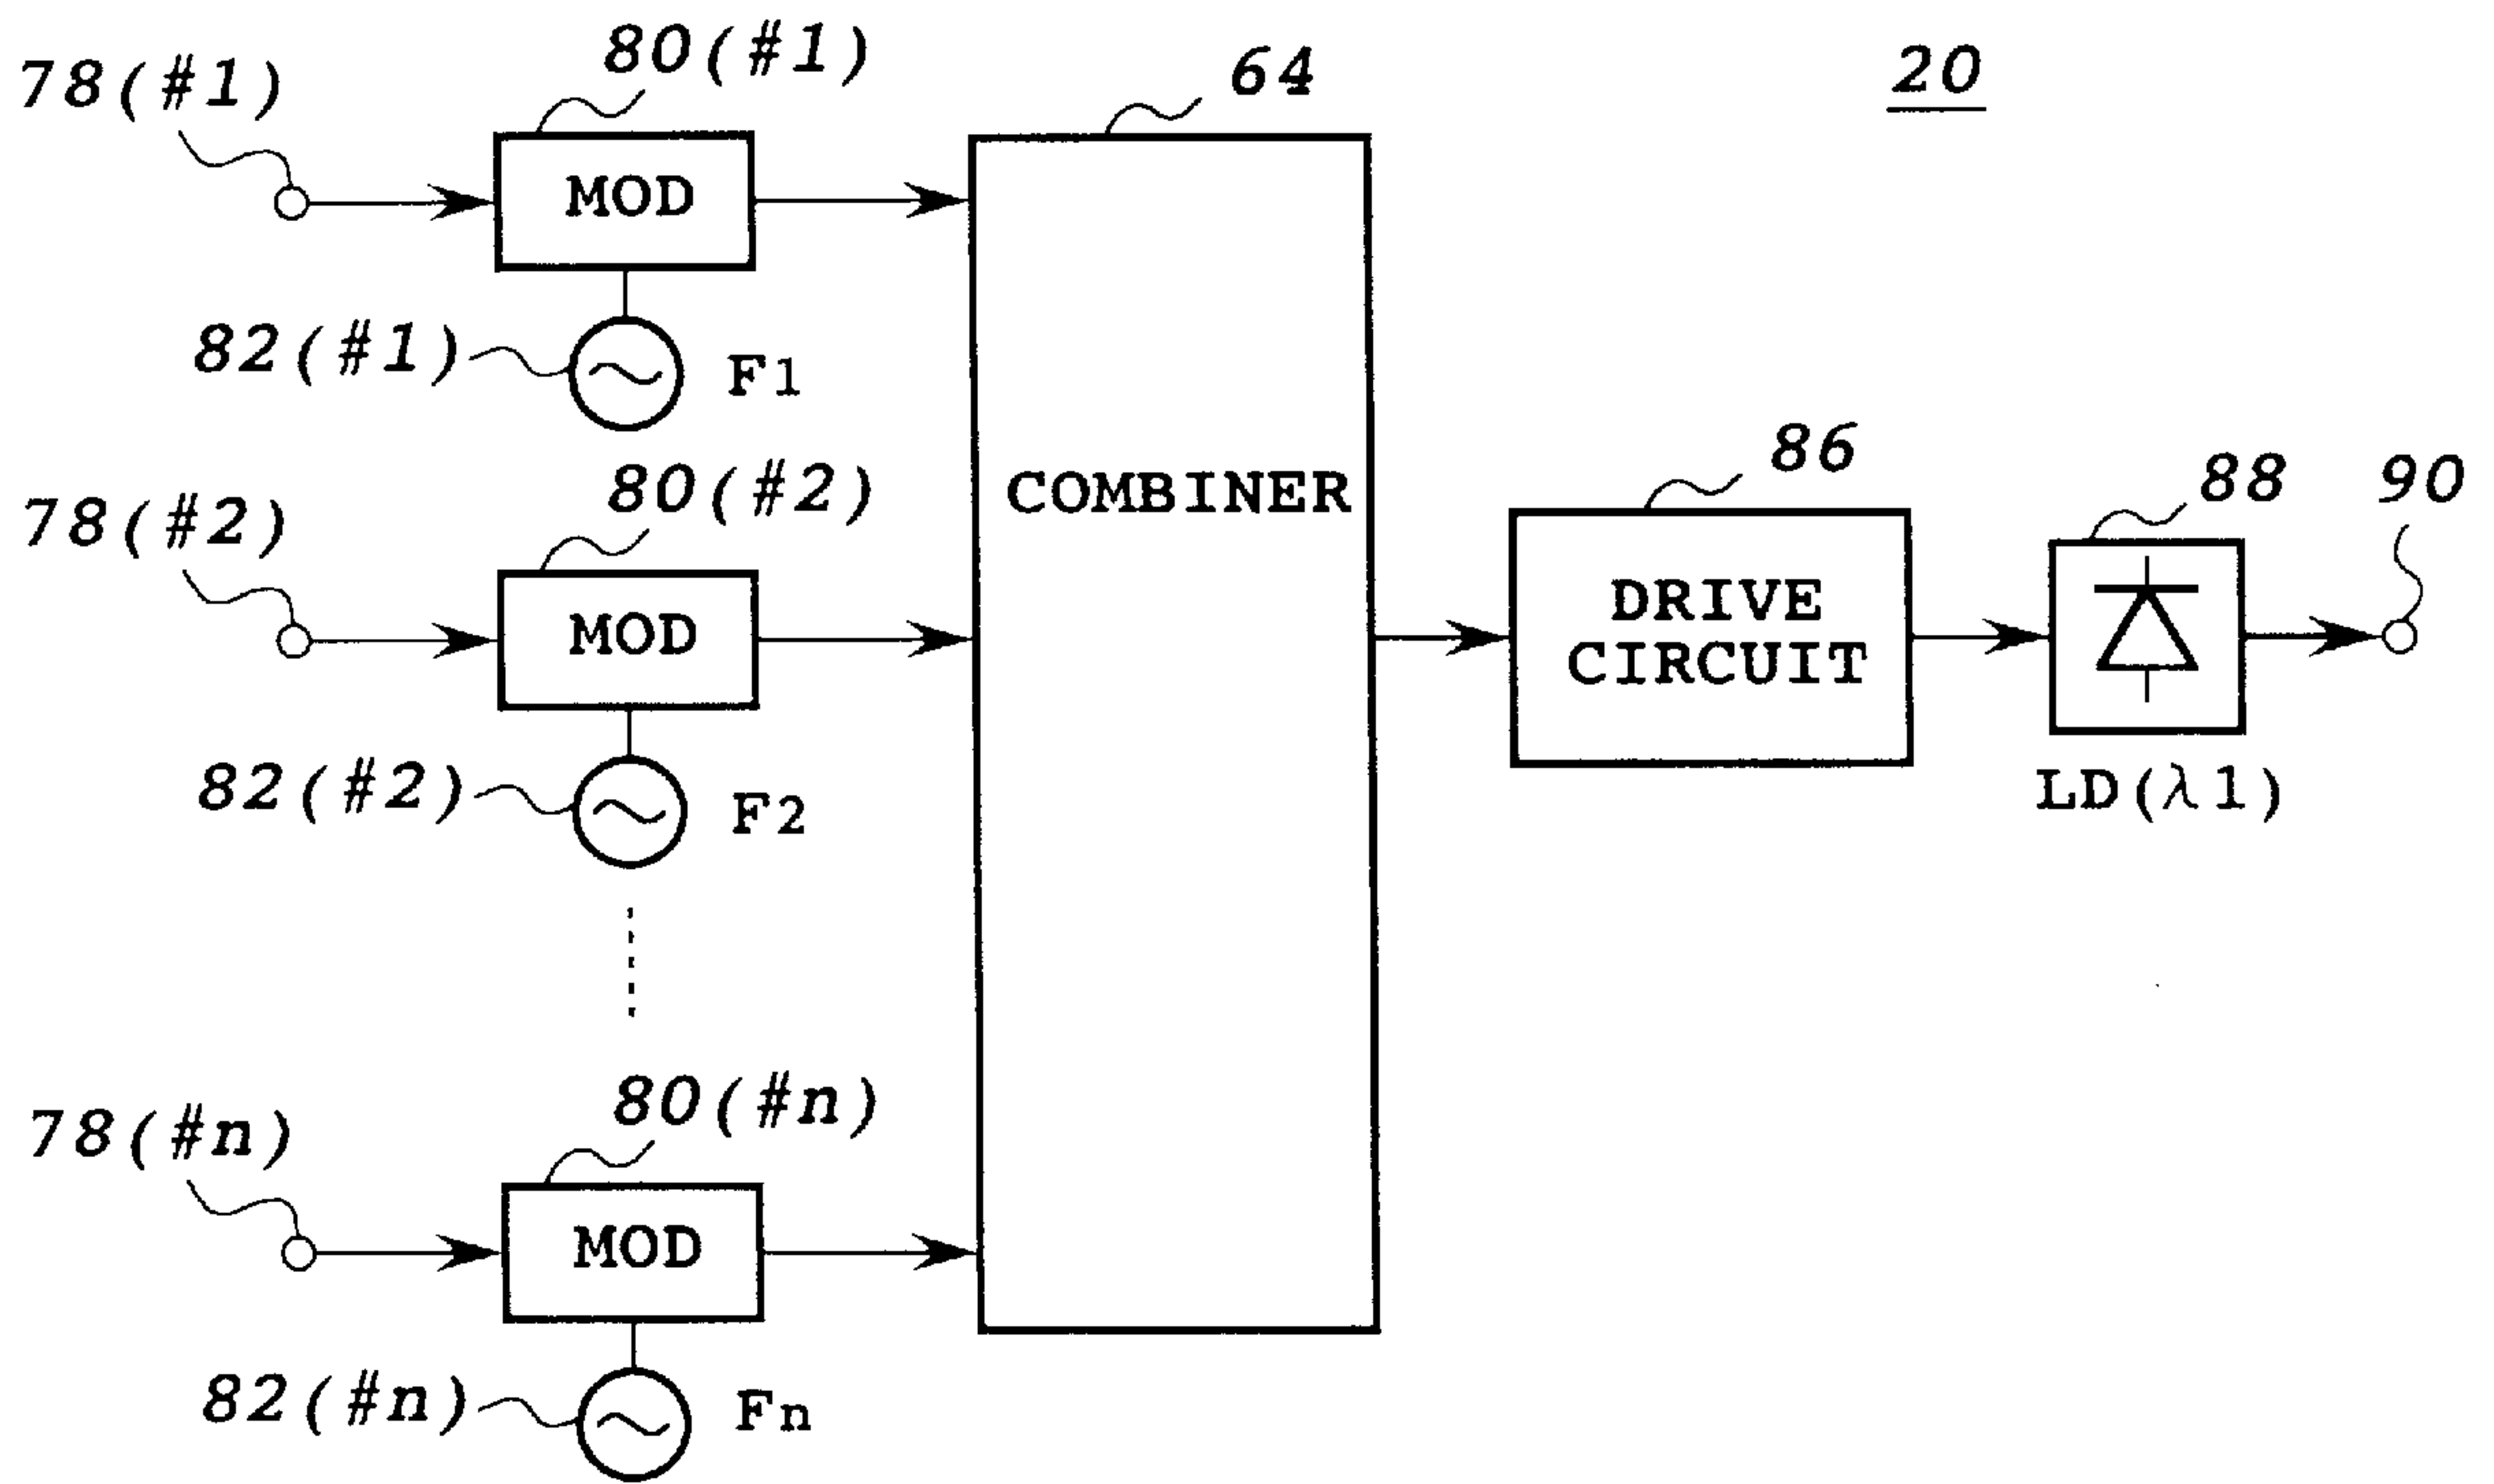 80(#1)
64
20
78(#1)
MOD
82(#1)
F1
80(#2)
COMBINER
86
88
90
78(#2)
MOD
DRIVE
CIRCUIT
82(#2)
F2
LD(λ1)
80(#n)
78(#n)
MOD
82(#n)
Fn